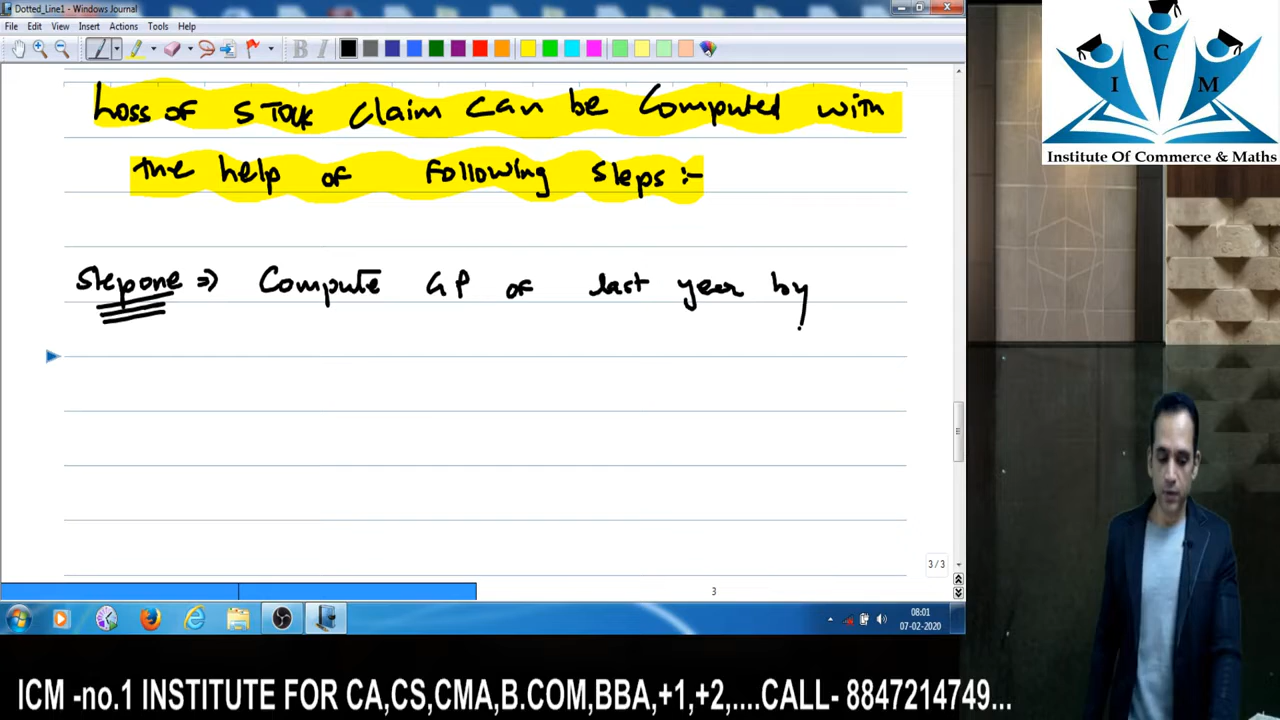 Dotted_Line1 - Windows Journal
File Edit View Insert Actions Tools Help
Loss of STOCK Claim Can be Computed with
the help of Following Steps :-
Step one ⇒ Compute GP of last year by
3/3
3
08:01
07-02-2020
I C M
Institute Of Commerce & Maths
ICM -no.1 INSTITUTE FOR CA,CS,CMA,B.COM,BBA,+1,+2,....CALL- 8847214749...